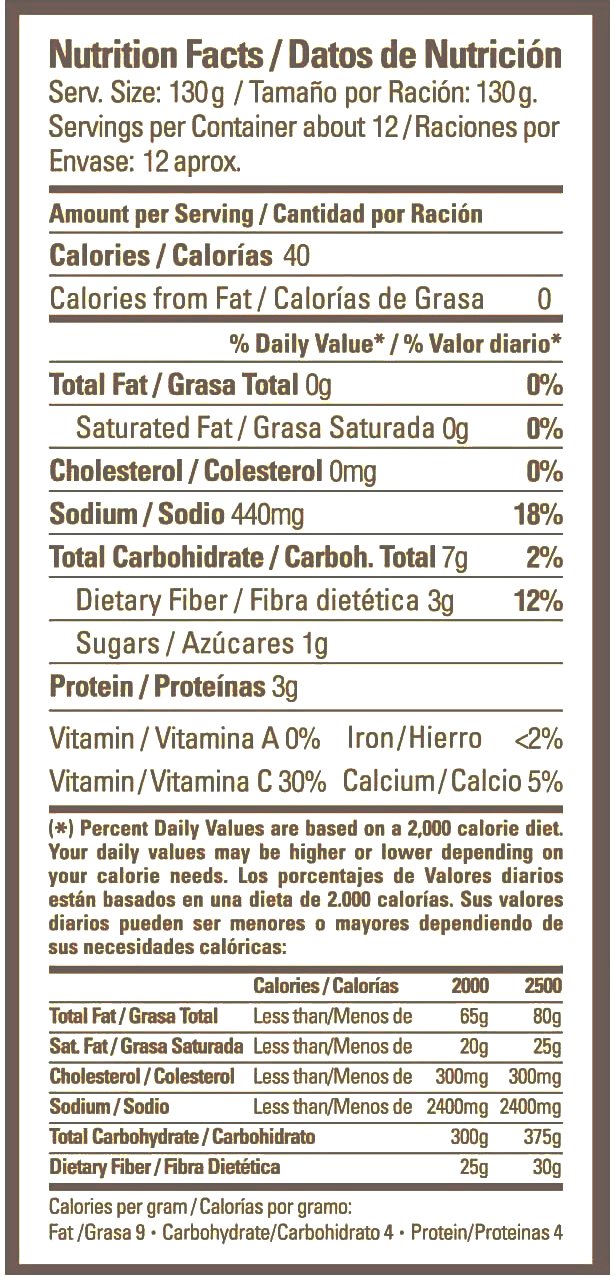 Nutrition Facts / Datos de Nutrición
Serv. Size: 130g / Tamaño por Ración: 130g.
Servings per Container about 12 / Raciones por
Envase: 12 aprox.
Amount per Serving / Cantidad por Ración
Calories / Calorías 40
Calories from Fat / Calorías de Grasa 0
% Daily Value* / % Valor diario*
Total Fat / Grasa Total 0g 0%
Saturated Fat / Grasa Saturada 0g 0%
Cholesterol / Colesterol 0mg 0%
Sodium / Sodio 440mg 18%
Total Carbohidrate / Carboh. Total 7g 2%
Dietary Fiber / Fibra dietética 3g 12%
Sugars / Azúcares 1g
Protein / Proteínas 3g
Vitamin / Vitamina A 0% Iron/Hierro <2%
Vitamin/Vitamina C 30% Calcium/Calcio 5%
(*) Percent Daily Values are based on a 2,000 calorie diet.
Your daily values may be higher or lower depending on
your calorie needs. Los porcentajes de Valores diarios
están basados en una dieta de 2.000 calorías. Sus valores
diarios pueden ser menores o mayores dependiendo de
sus necesidades calóricas:
Calories / Calorías 2000 2500
Total Fat / Grasa Total Less than/Menos de 65g 80g
Sat. Fat / Grasa Saturada Less than/Menos de 20g 25g
Cholesterol / Colesterol Less than/Menos de 300mg 300mg
Sodium / Sodio Less than/Menos de 2400mg 2400mg
Total Carbohydrate / Carbohidrato 300g 375g
Dietary Fiber / Fibra Dietética 25g 30g
Calories per gram / Calorías por gramo:
Fat /Grasa 9 · Carbohydrate/Carbohidrato 4 · Protein/Proteinas 4